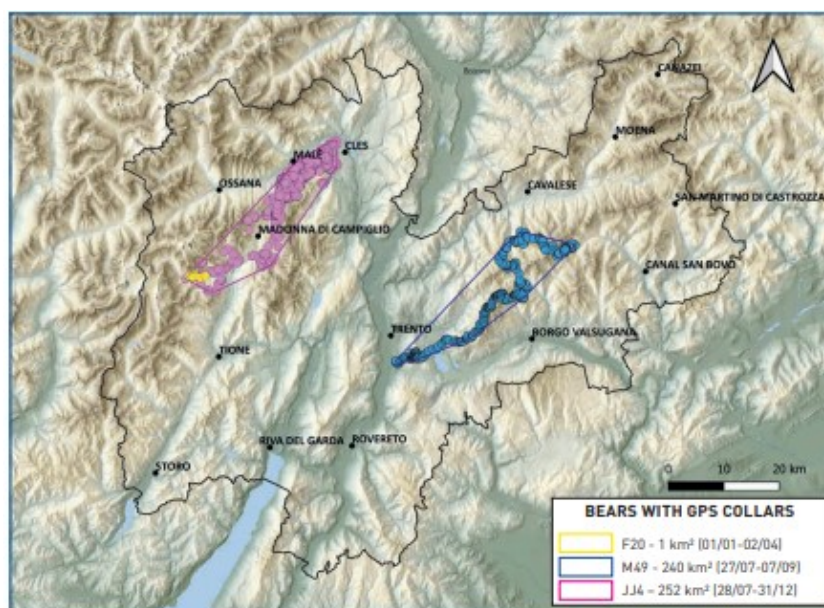 CANAZEI
Bolzano
MOENA
MALÈ
CLES
OSSANA
CAVALESE
SAN MARTINO DI CASTROZZA
MADONNA DI CAMPIGLIO
CANAL SAN BOVO
TRENTO
BORGO VALSUGANA
TIONE
RIVA DEL GARDA
ROVERETO
STORO
0 10 20 km
BEARS WITH GPS COLLARS
F20 - 1 km² (01/01-02/04)
M49 - 240 km² (27/07-07/09)
JJ4 - 252 km² (28/07-31/12)